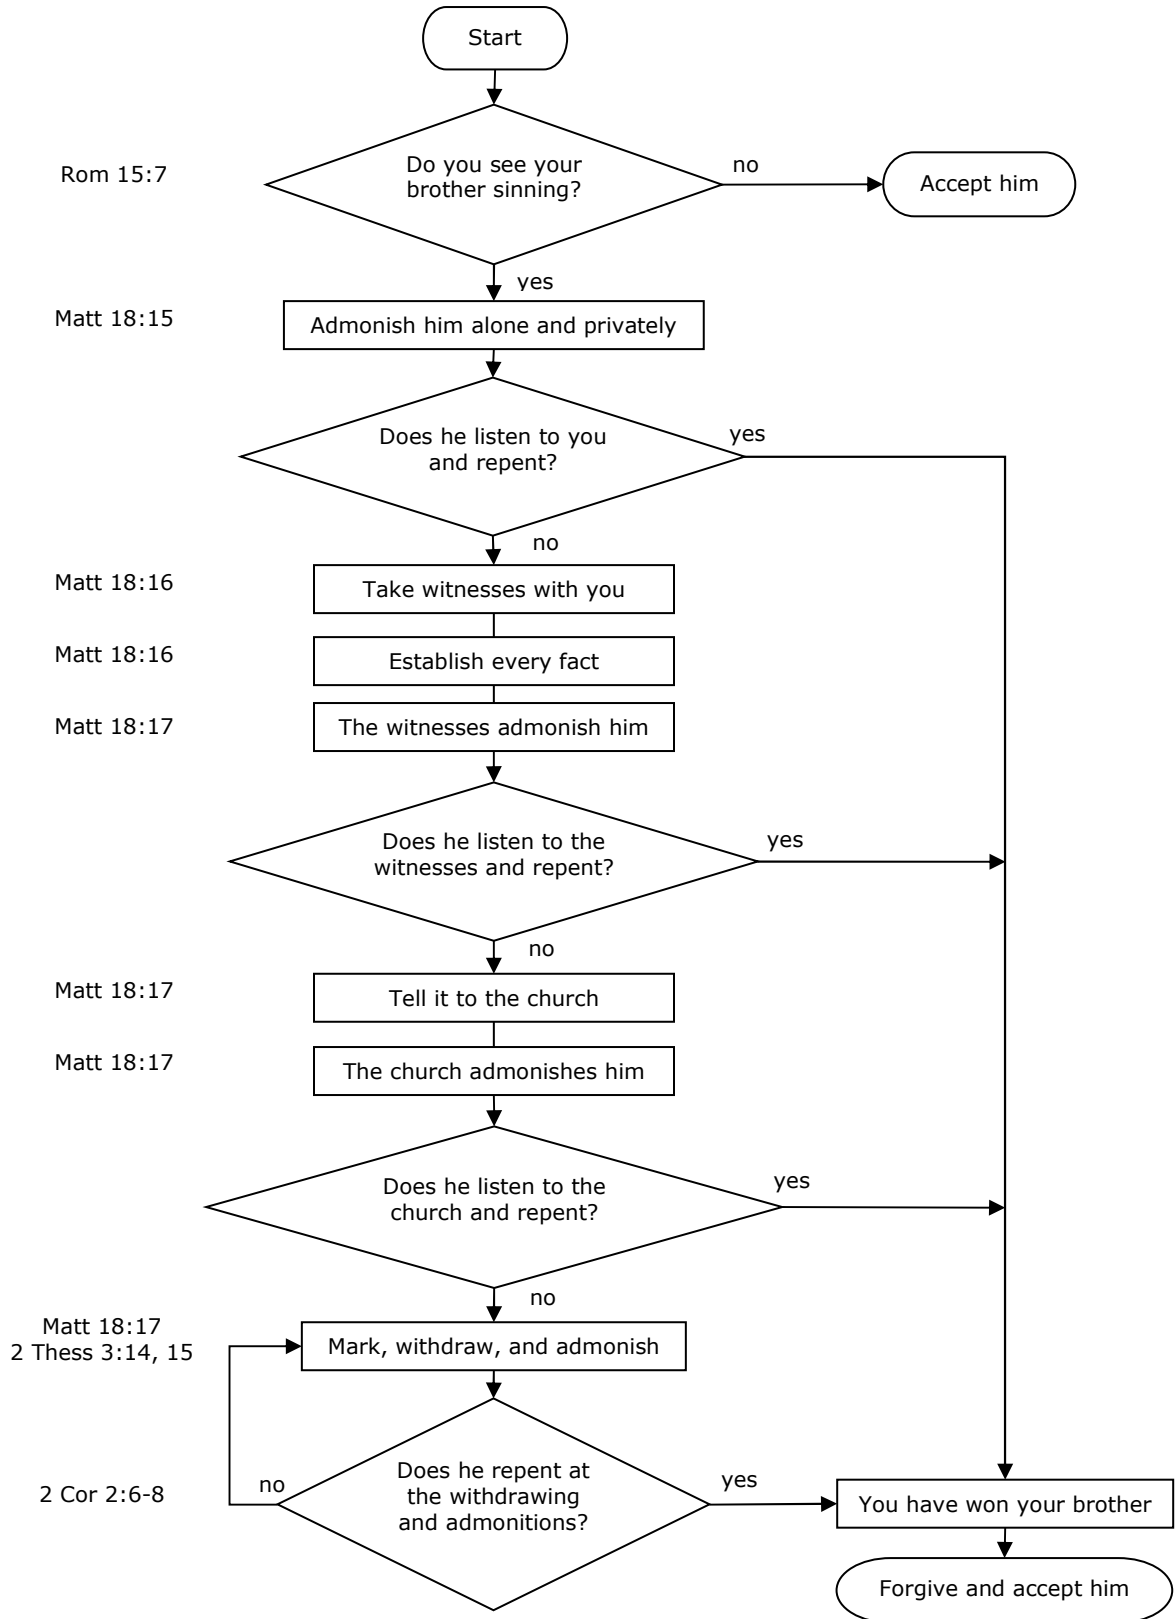 Start
Rom 15:7
Do you see your
brother sinning?
no
Accept him
yes
Matt 18:15
Admonish him alone and privately
Does he listen to you
and repent?
yes
no
Matt 18:16
Take witnesses with you
Matt 18:16
Establish every fact
Matt 18:17
The witnesses admonish him
Does he listen to the
witnesses and repent?
yes
no
Matt 18:17
Tell it to the church
Matt 18:17
The church admonishes him
Does he listen to the
church and repent?
yes
no
Matt 18:17
2 Thess 3:14, 15
Mark, withdraw, and admonish
2 Cor 2:6-8
no
Does he repent at
the withdrawing
and admonitions?
yes
You have won your brother
Forgive and accept him